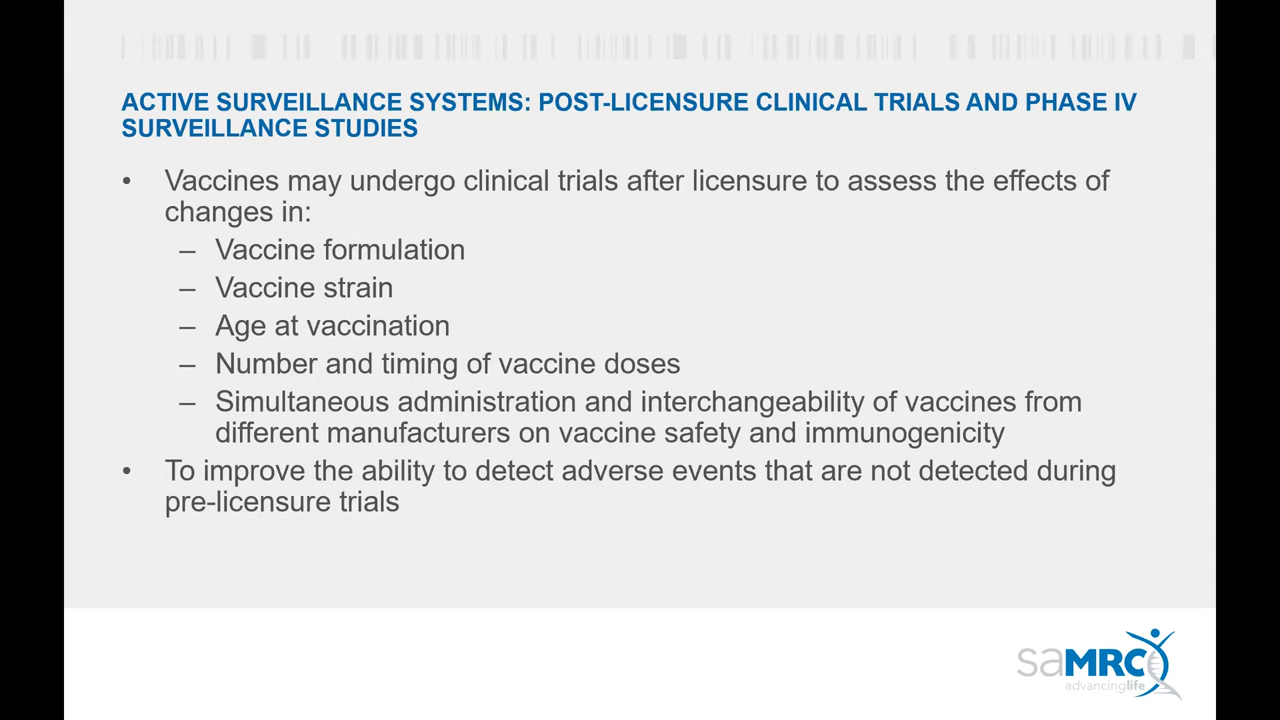 ACTIVE SURVEILLANCE SYSTEMS: POST-LICENSURE CLINICAL TRIALS AND PHASE IV
SURVEILLANCE STUDIES
• Vaccines may undergo clinical trials after licensure to assess the effects of
changes in:
– Vaccine formulation
– Vaccine strain
– Age at vaccination
– Number and timing of vaccine doses
– Simultaneous administration and interchangeability of vaccines from
different manufacturers on vaccine safety and immunogenicity
• To improve the ability to detect adverse events that are not detected during
pre-licensure trials
saMRC
advancinglife